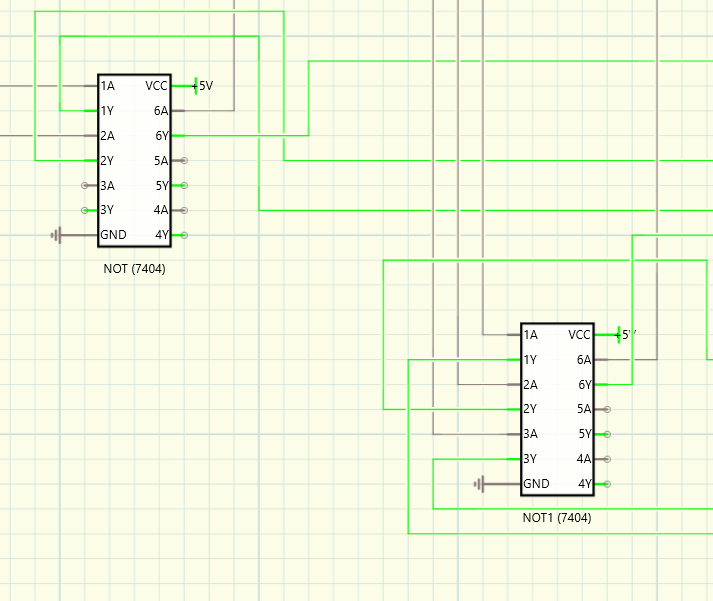 1A VCC 5V
1Y 6A
2A 6Y
2Y 5A
3A 5Y
3Y 4A
GND 4Y
NOT (7404)
1A VCC 5V
1Y 6A
2A 6Y
2Y 5A
3A 5Y
3Y 4A
GND 4Y
NOT1 (7404)